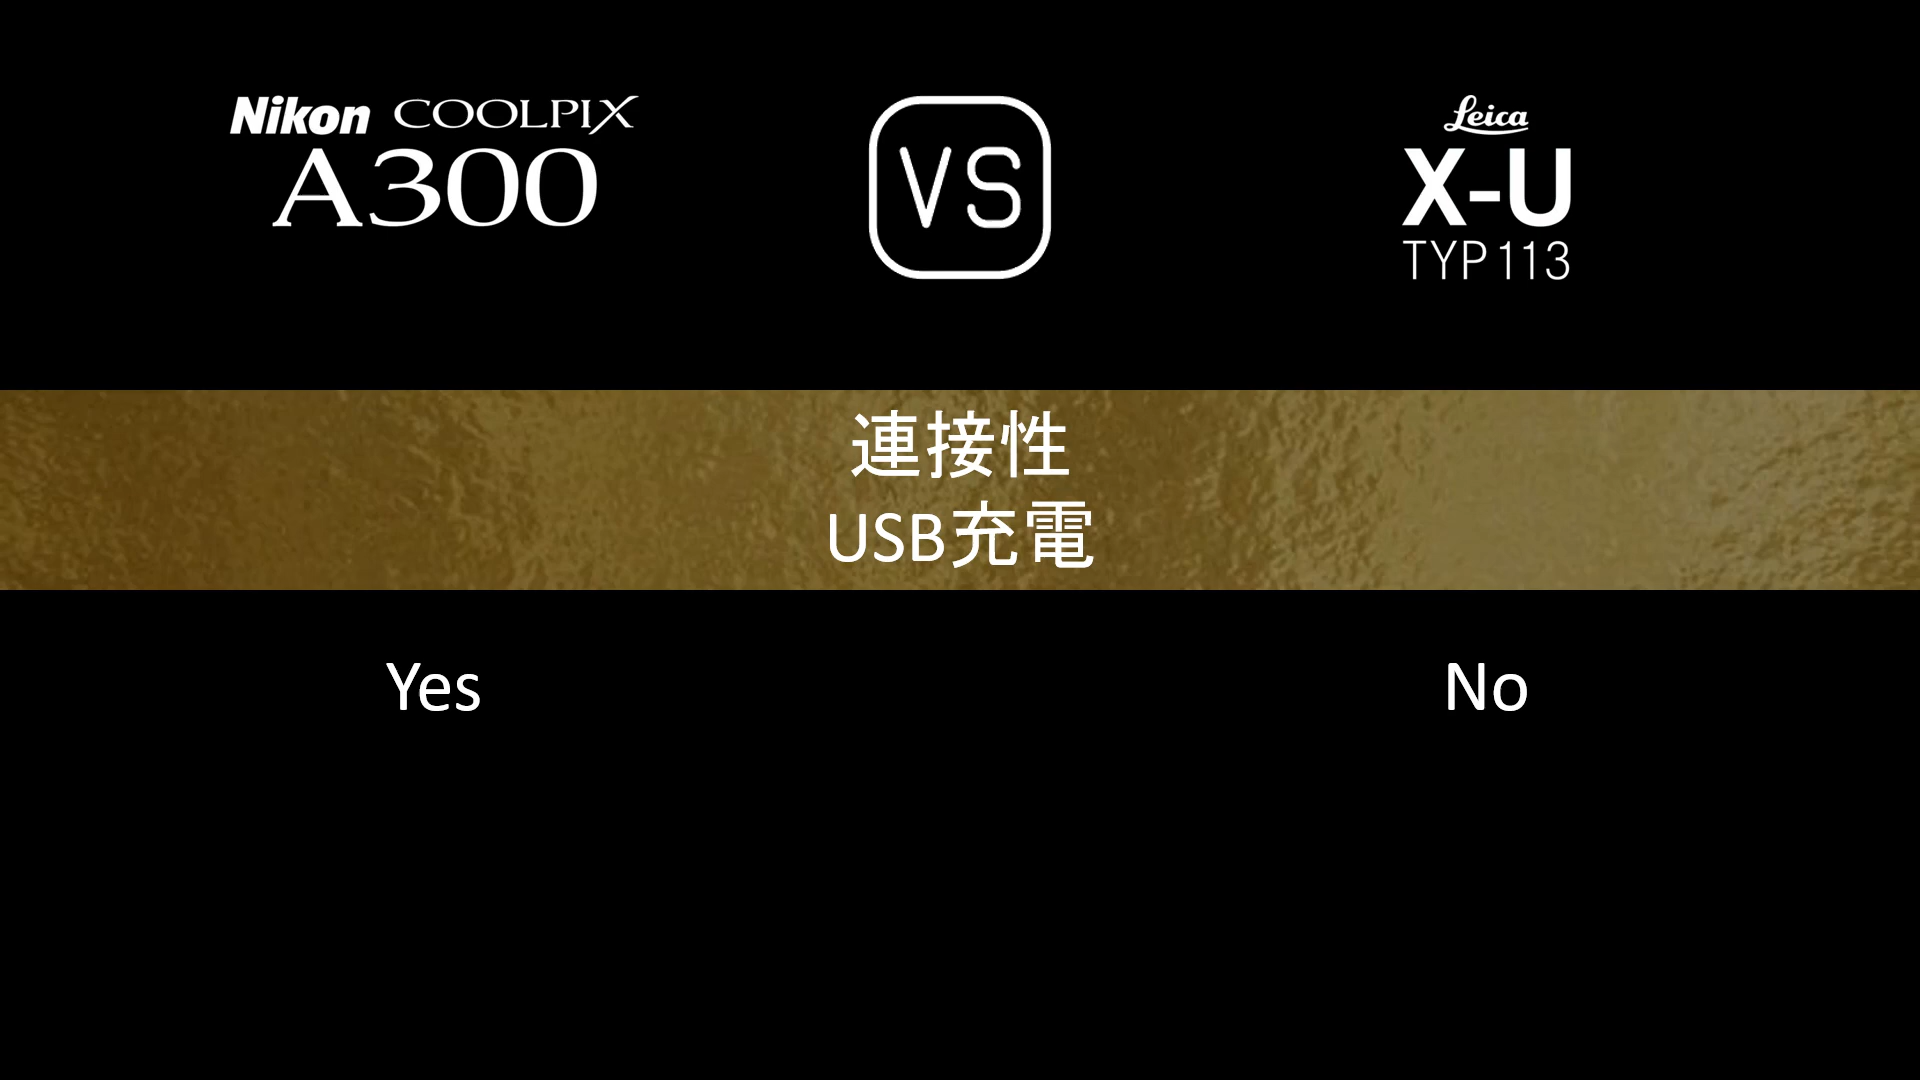 Nikon COOLPIX
A300
VS
Leica
X-U
TYP 113
連接性
USB充電
Yes
No